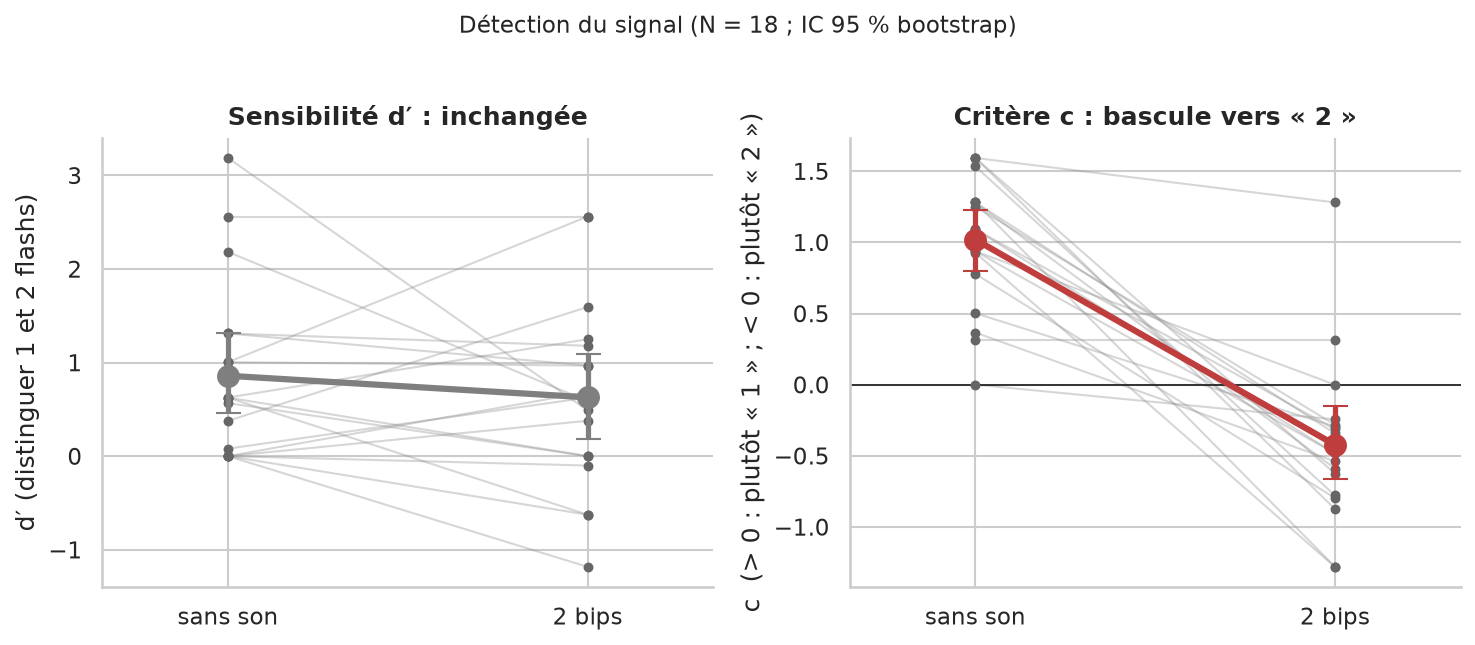 Détection du signal (N = 18 ; IC 95 % bootstrap)
Sensibilité d′ : inchangée
d′ (distinguer 1 et 2 flashs)
3
2
1
0
−1
sans son
2 bips
Critère c : bascule vers « 2 »
c (> 0 : plutôt « 1 » ; < 0 : plutôt « 2 »)
1.5
1.0
0.5
0.0
−0.5
−1.0
sans son
2 bips